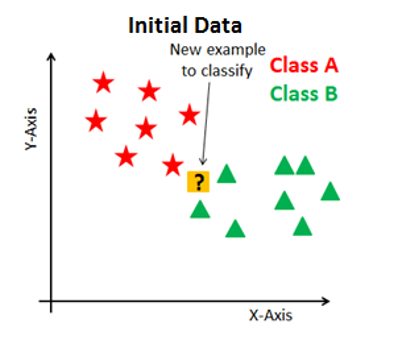 Initial Data
New example
to classify
Class A
Class B
Y-Axis
?
X-Axis